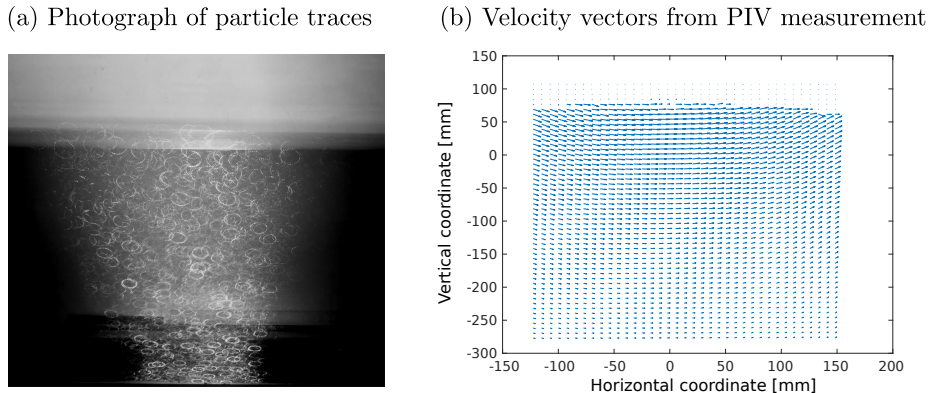 (a) Photograph of particle traces
(b) Velocity vectors from PIV measurement
150
100
50
0
-50
-100
-150
-200
-250
-300
Vertical coordinate [mm]
-150 -100 -50 0 50 100 150 200
Horizontal coordinate [mm]